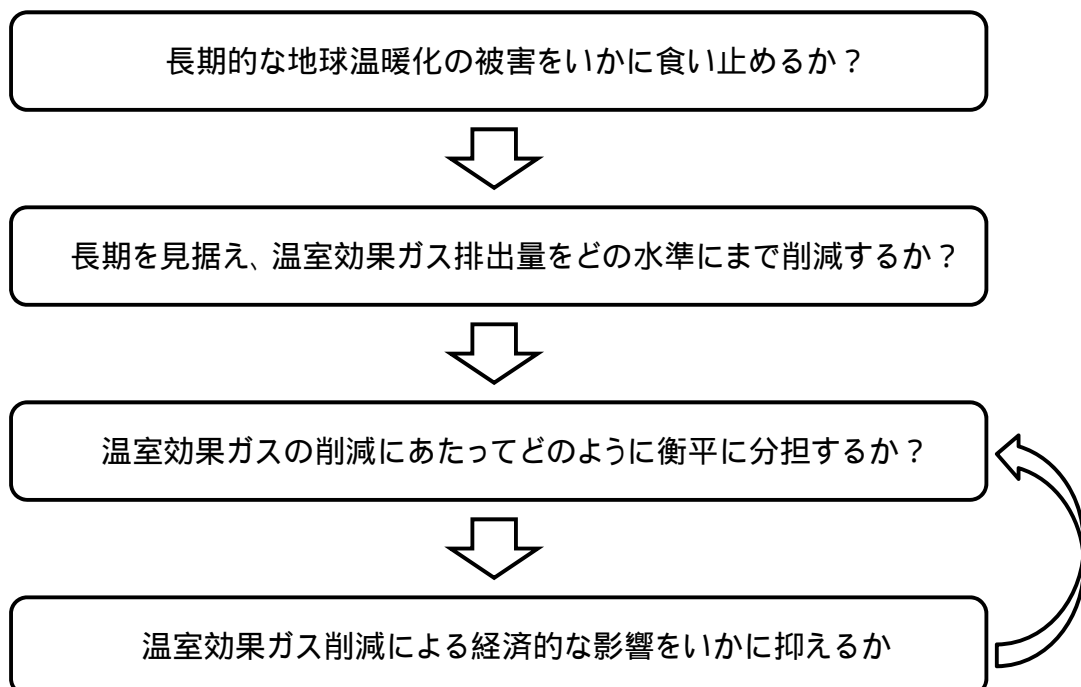 長期的な地球温暖化の被害をいかに食い止めるか？
長期を見据え、温室効果ガス排出量をどの水準にまで削減するか？
温室効果ガスの削減にあたってどのように衡平に分担するか？
温室効果ガス削減による経済的な影響をいかに抑えるか